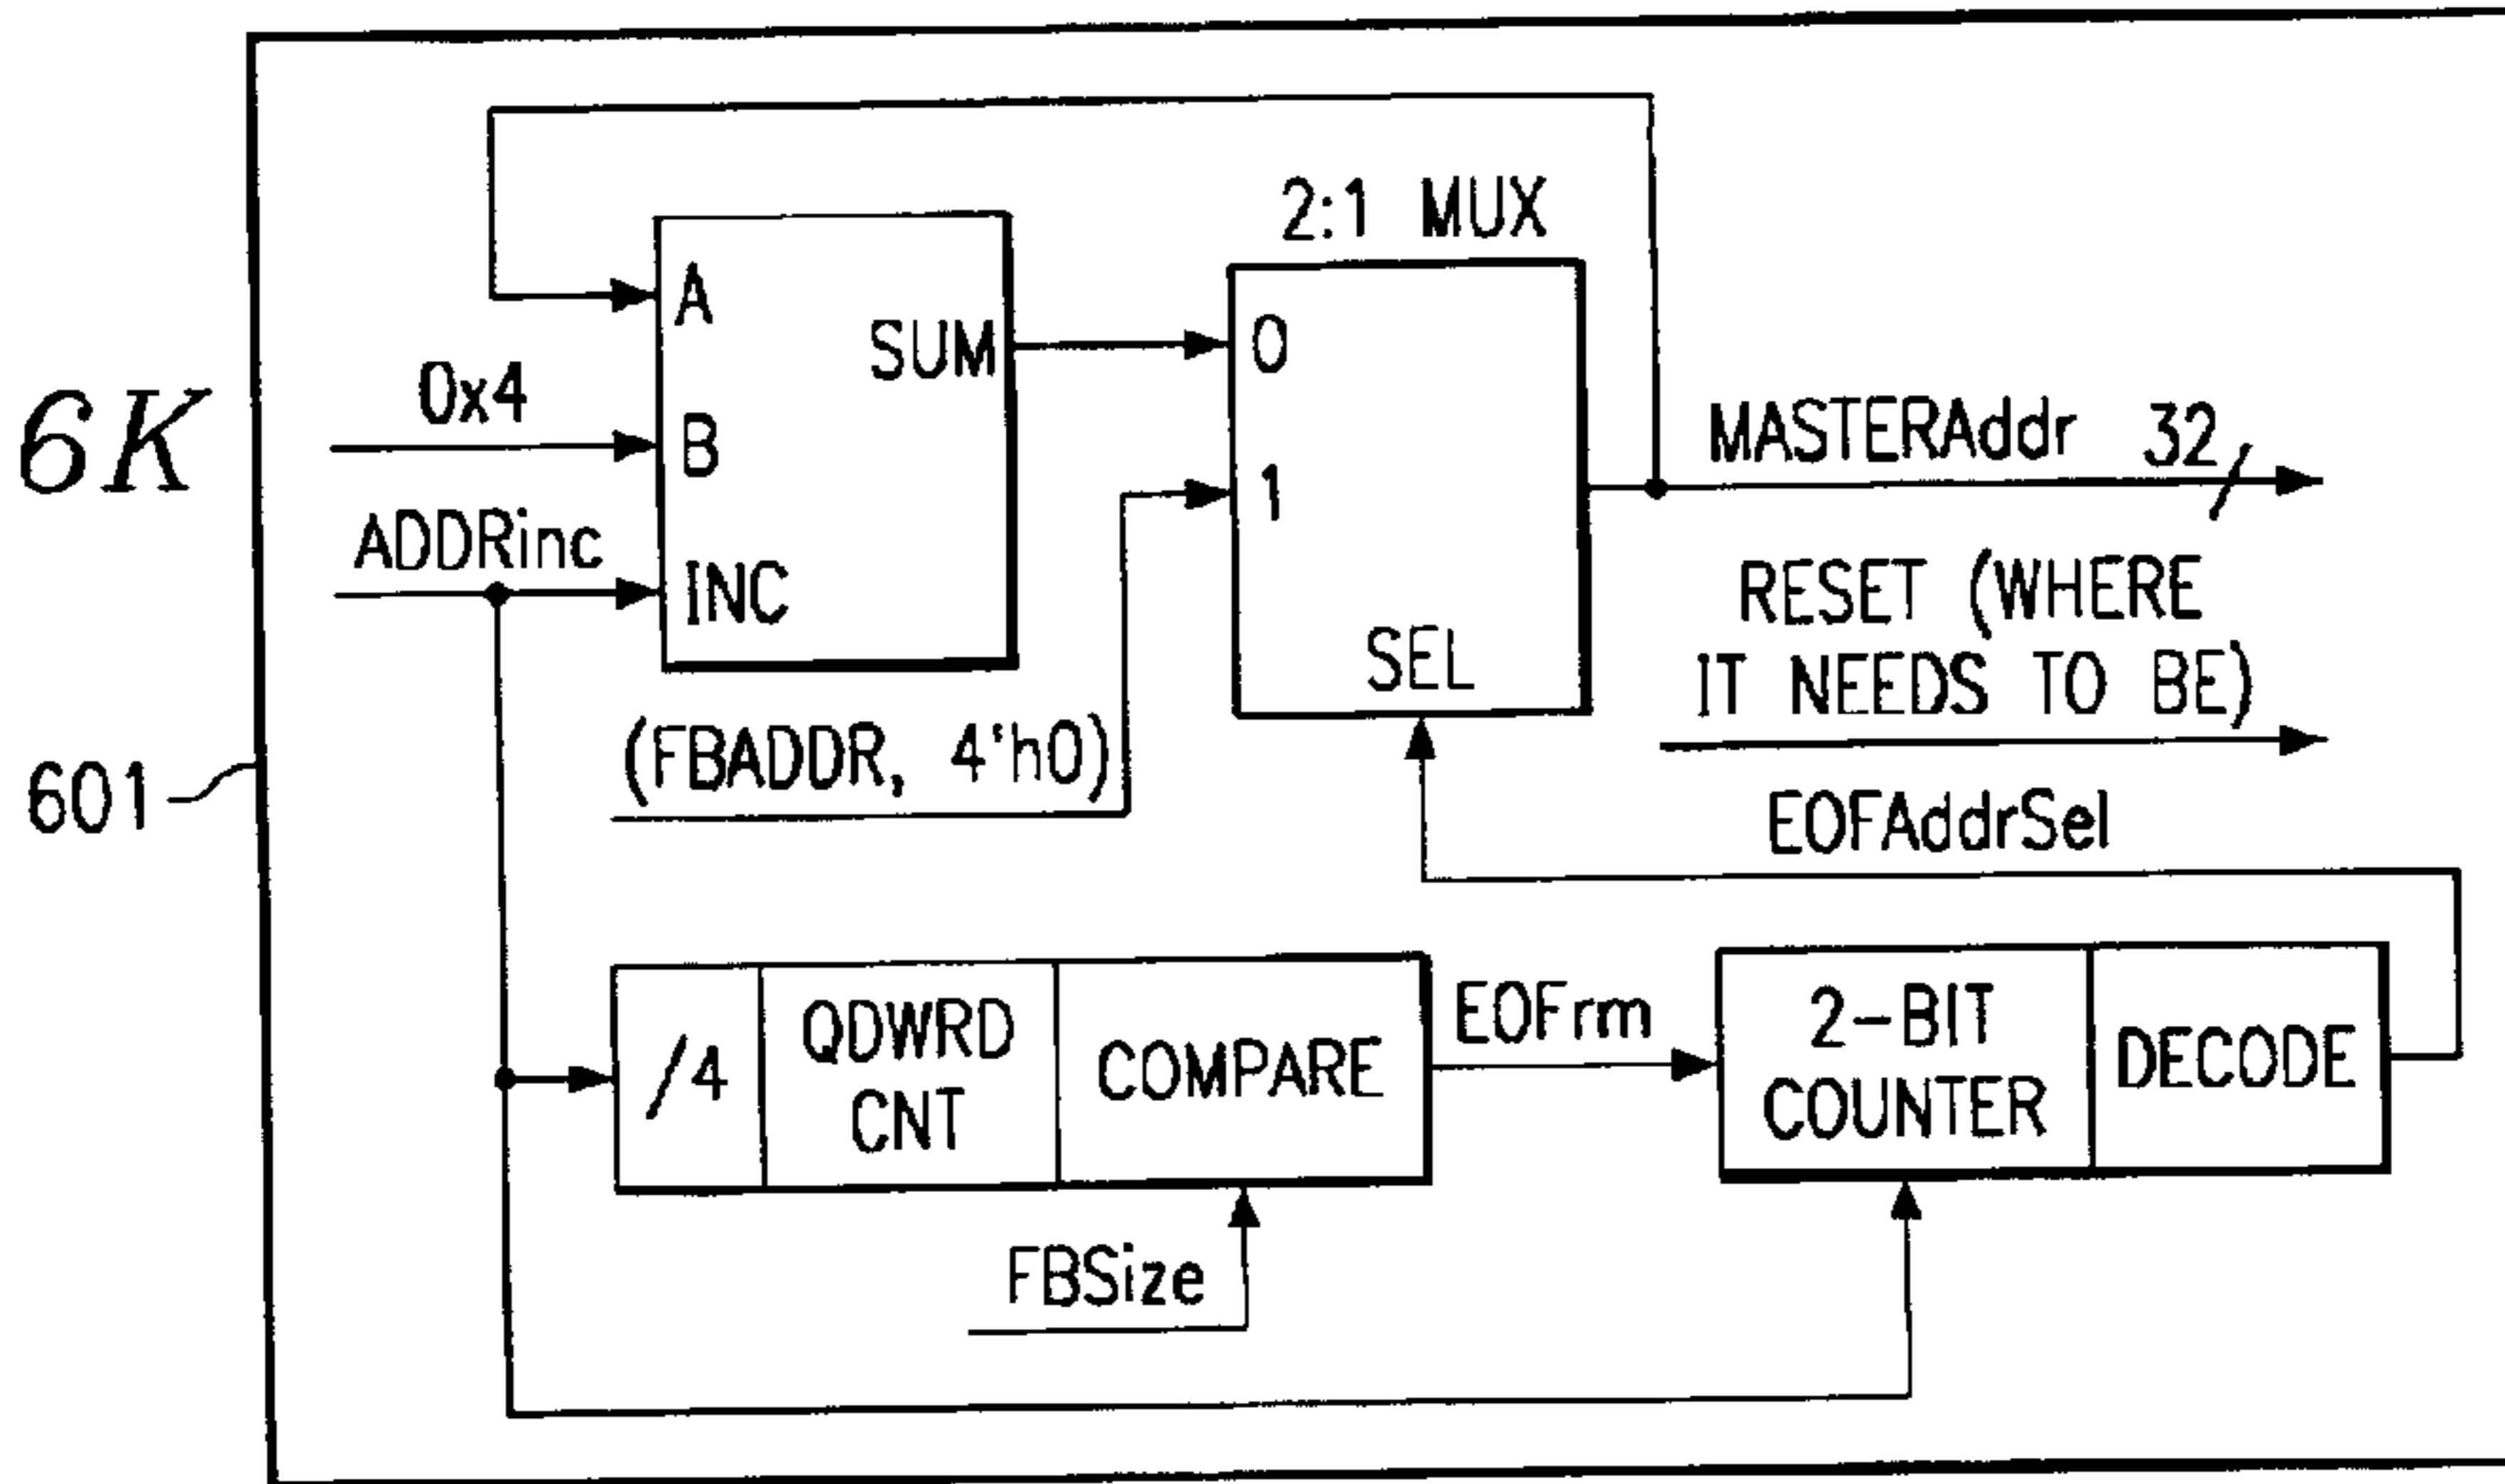 2:1 MUX
A
SUM
0
0x4
B
6K
MASTERAddr 32
1
ADDRinc
INC
RESET (WHERE
IT NEEDS TO BE)
SEL
(FBADDR, 4'h0)
601
EOFAddrSel
/4
QDWRD
CNT
COMPARE
EOFrm
2-BIT
COUNTER
DECODE
FBSize